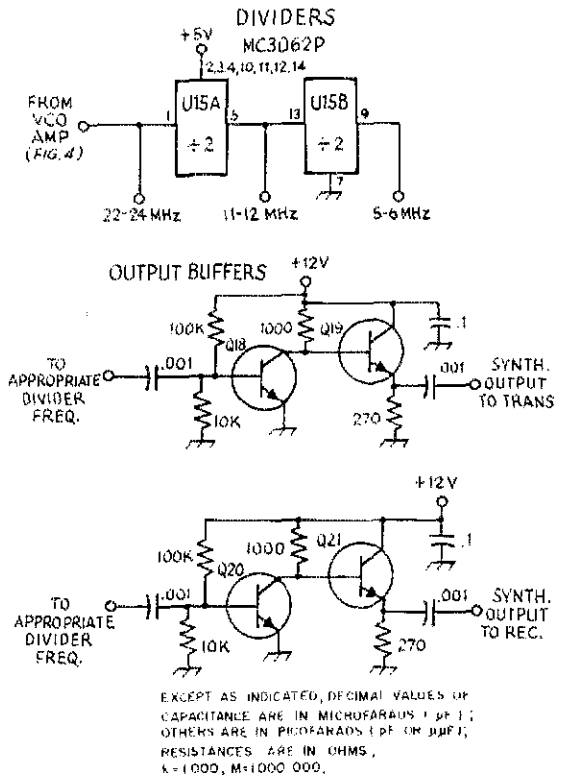 DIVIDERS
MC3062P
+5V
2,3,4,10,11,12,14
FROM
VCO
AMP
(FIG. 4)
1
U15A
÷2
5
13
U15B
÷2
9
7
22-24 MHz
11-12 MHz
5-6 MHz
OUTPUT BUFFERS
+12V
100K
Q18
1000
Q19
.1
TO
APPROPRIATE
DIVIDER
FREQ.
.001
10K
.001
270
SYNTH.
OUTPUT
TO TRANS
+12V
100K
Q20
1000
Q21
.1
TO
APPROPRIATE
DIVIDER
FREQ.
.001
10K
.001
270
SYNTH.
OUTPUT
TO REC.
EXCEPT AS INDICATED, DECIMAL VALUES OF
CAPACITANCE ARE IN MICROFARADS (µF);
OTHERS ARE IN PICOFARADS (pF OR µµF);
RESISTANCES ARE IN OHMS,
K=1000, M=1000 000.